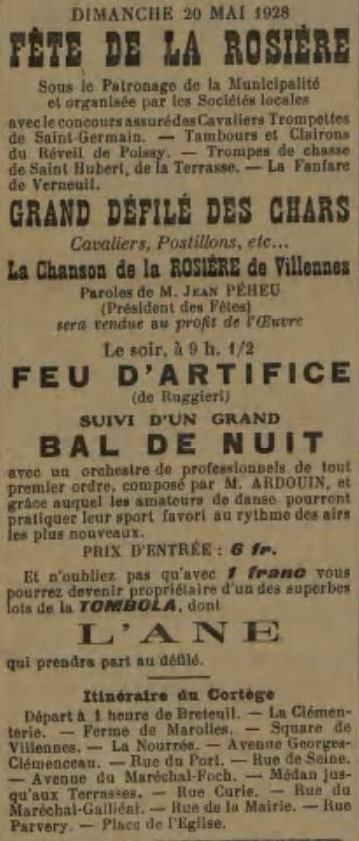 DIMANCHE 20 MAI 1928
FÊTE DE LA ROSIÈRE
Sous le Patronage de la Municipalité
et organisée par les Sociétés locales
avec le concours assuré des Cavaliers Trompettes
de Saint-Germain. — Tambours et Clairons
du Réveil de Poissy. — Trompes de chasse
de Saint Hubert, de la Terrasse. — La Fanfare
de Verneuil.
GRAND DÉFILÉ DES CHARS
Cavaliers, Postillons, etc...
La Chanson de la ROSIÈRE de Villennes
Paroles de M. JEAN PÉHEU
(Président des Fêtes)
sera vendue au profit de l'Œuvre
Le soir, à 9 h. 1/2
FEU D'ARTIFICE
(de Ruggieri)
SUIVI D'UN GRAND
BAL DE NUIT
avec un orchestre de professionnels de tout
premier ordre, composé par M. ARDOUIN, et
grâce auquel les amateurs de danse pourront
pratiquer leur sport favori au rythme des airs
les plus nouveaux.
PRIX D'ENTRÉE : 6 fr.
Et n'oubliez pas qu'avec 1 franc vous
pourrez devenir propriétaire d'un des superbes
lots de la TOMBOLA, dont
L'ANE
qui prendra part au défilé.
Itinéraire du Cortège
Départ à 1 heure de Breteuil. — La Clémen-
terie. — Ferme de Marolles. — Square de
Villennes. — La Nourrée. — Avenue Georges-
Clémenceau. — Rue du Port. — Rue de Seine.
— Avenue du Maréchal-Foch. — Médan jus-
qu'aux Terrasses. — Rue Curie. — Rue du
Maréchal-Galliéni. — Rue de la Mairie. — Rue
Parvery. — Place de l'Eglise.